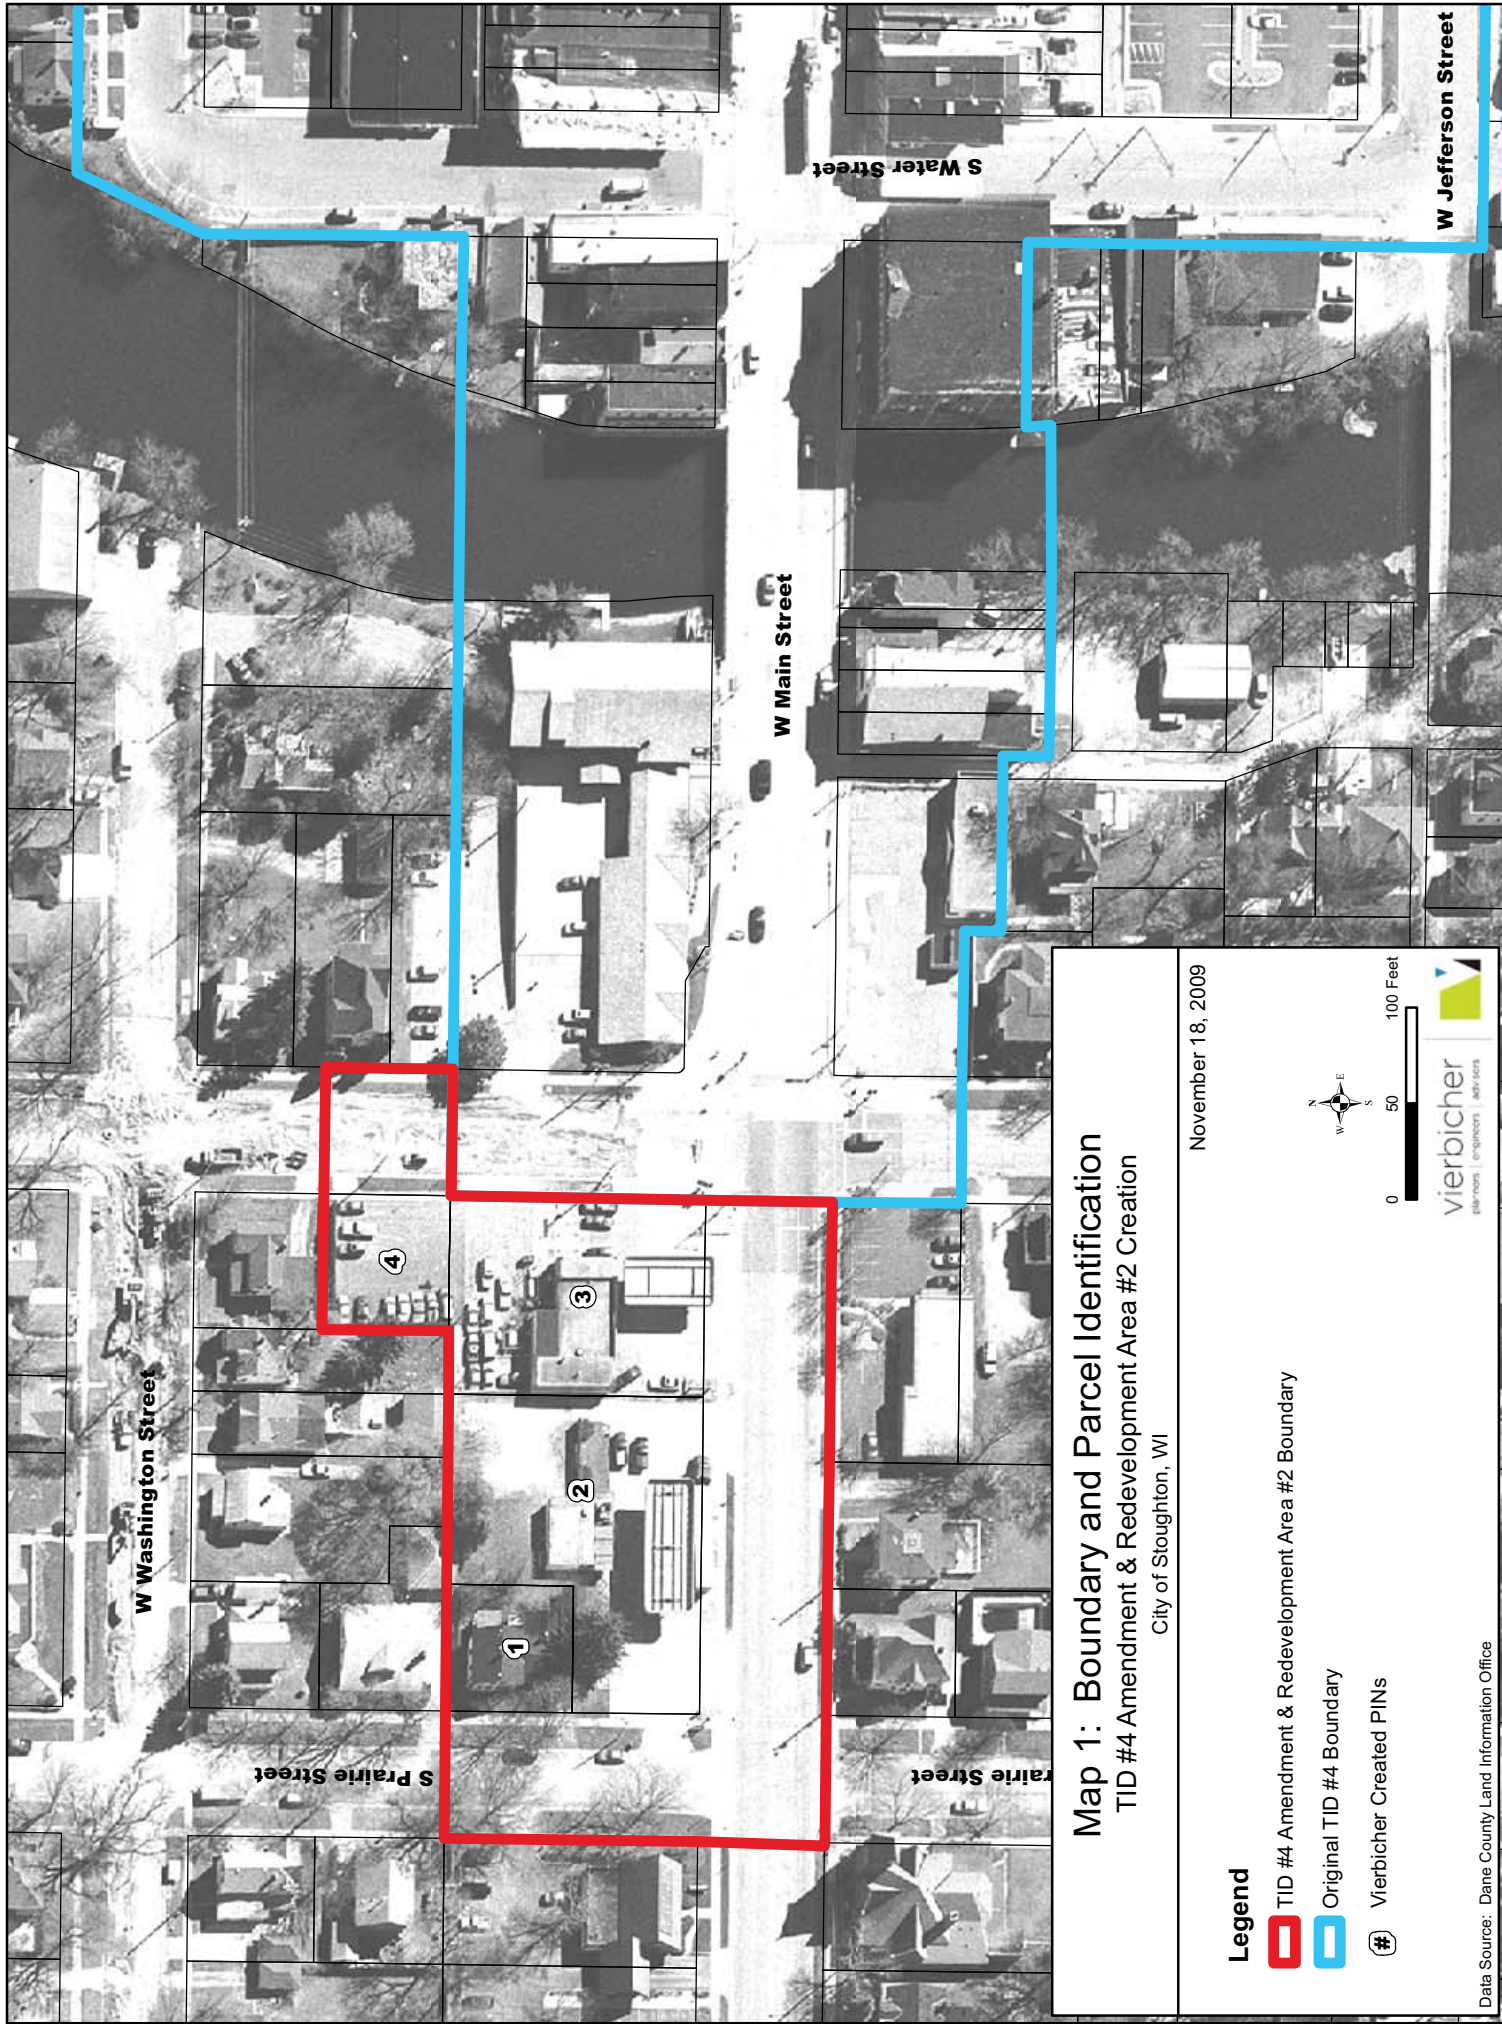 W Washington Street
S Prairie Street
rairie Street
W Main Street
S Water Street
W Jefferson Street
1
2
3
4
Map 1: Boundary and Parcel Identification
TID #4 Amendment & Redevelopment Area #2 Creation
City of Stoughton, WI
November 18, 2009
Legend
TID #4 Amendment & Redevelopment Area #2 Boundary
Original TID #4 Boundary
# Vierbicher Created PINs
N
W E
S
0 50 100 Feet
vierbicher
planners | engineers | advisors
Data Source: Dane County Land Information Office